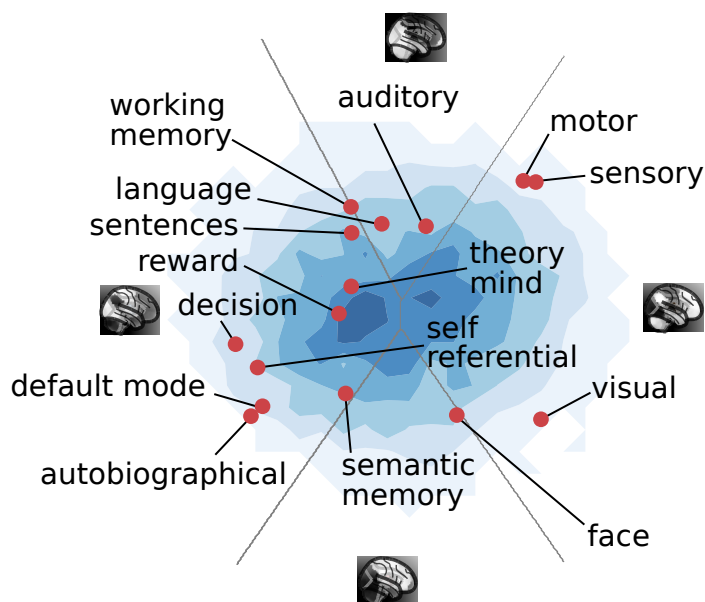 auditory
working
memory
motor
sensory
language
sentences
reward
theory
mind
decision
self
referential
default mode
visual
autobiographical
semantic
memory
face